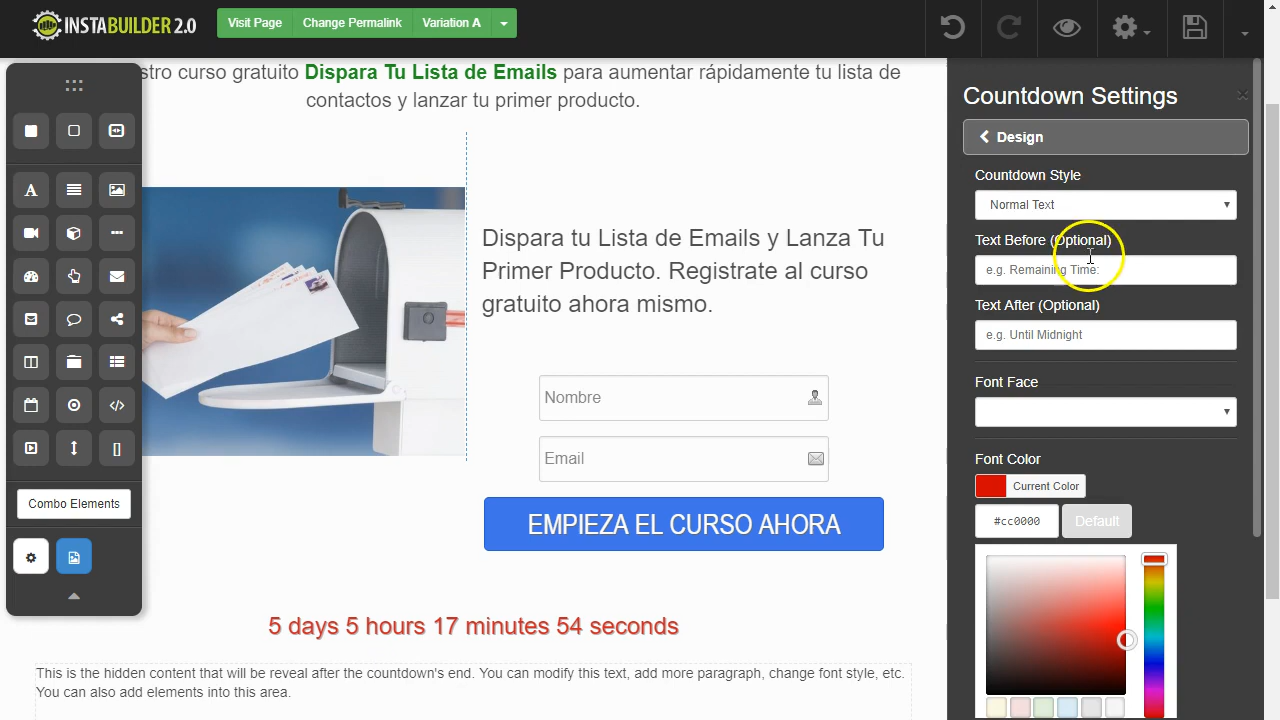 INSTABUILDER 2.0
Visit Page
Change Permalink
Variation A
stro curso gratuito Dispara Tu Lista de Emails para aumentar rápidamente tu lista de
contactos y lanzar tu primer producto.
Dispara tu Lista de Emails y Lanza Tu
Primer Producto. Registrate al curso
gratuito ahora mismo.
Nombre
Email
EMPIEZA EL CURSO AHORA
5 days 5 hours 17 minutes 54 seconds
This is the hidden content that will be reveal after the countdown's end. You can modify this text, add more paragraph, change font style, etc.
You can also add elements into this area.
Combo Elements
Countdown Settings
Design
Countdown Style
Normal Text
Text Before (Optional)
e.g. Remaining Time:
Text After (Optional)
e.g. Until Midnight
Font Face
Font Color
Current Color
#cc0000
Default